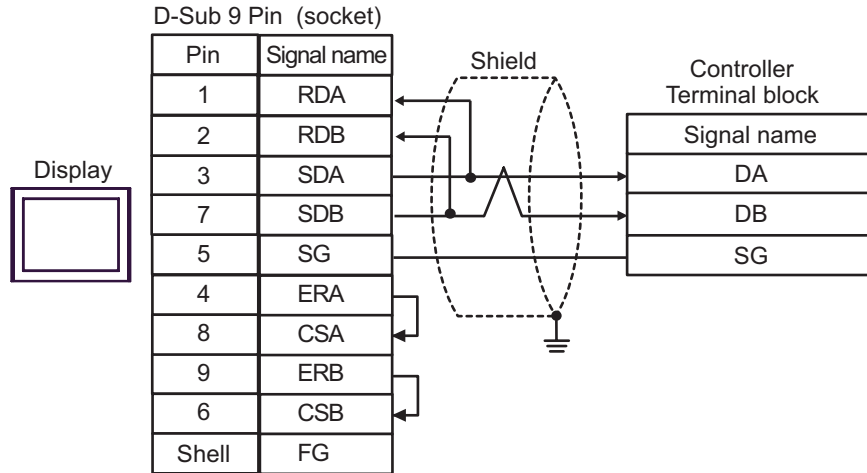 D-Sub 9 Pin (socket)
Pin Signal name
1 RDA
2 RDB
3 SDA
7 SDB
5 SG
4 ERA
8 CSA
9 ERB
6 CSB
Shell FG
Display
Shield
Controller
Terminal block
Signal name
DA
DB
SG